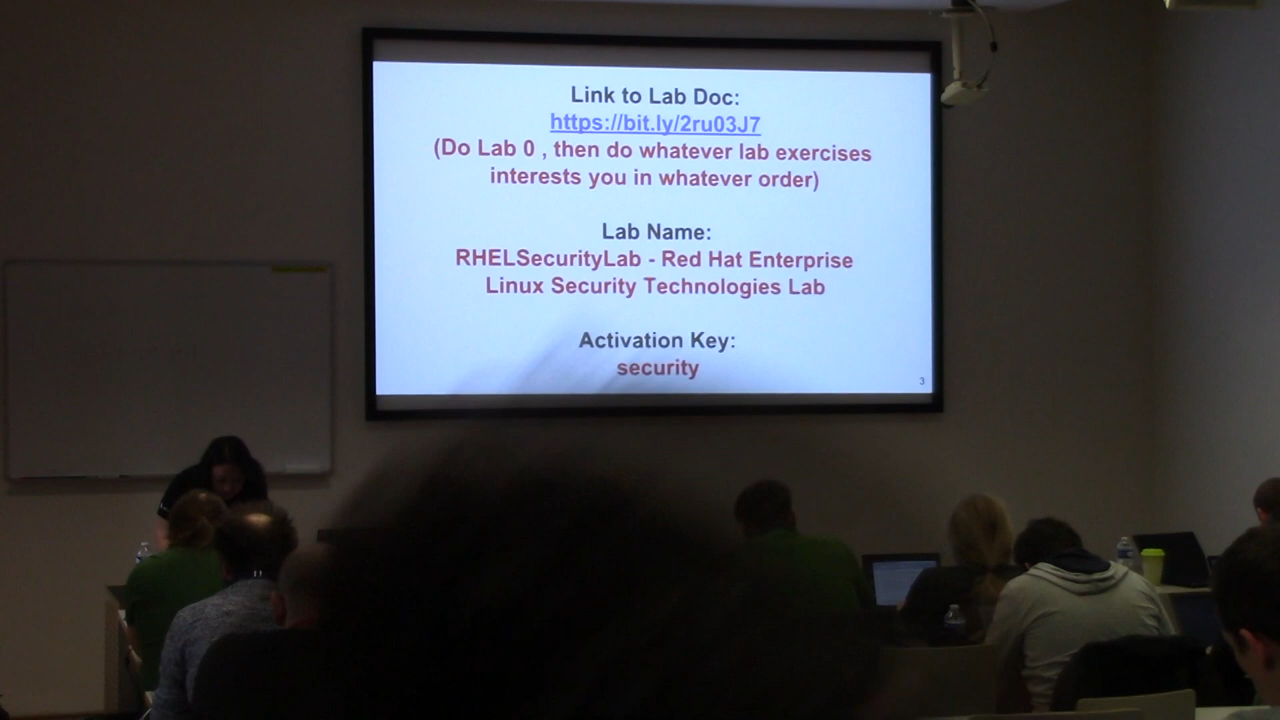 Link to Lab Doc:
https://bit.ly/2ru03J7
(Do Lab 0 , then do whatever lab exercises
interests you in whatever order)
Lab Name:
RHELSecurityLab - Red Hat Enterprise
Linux Security Technologies Lab
Activation Key:
security
3